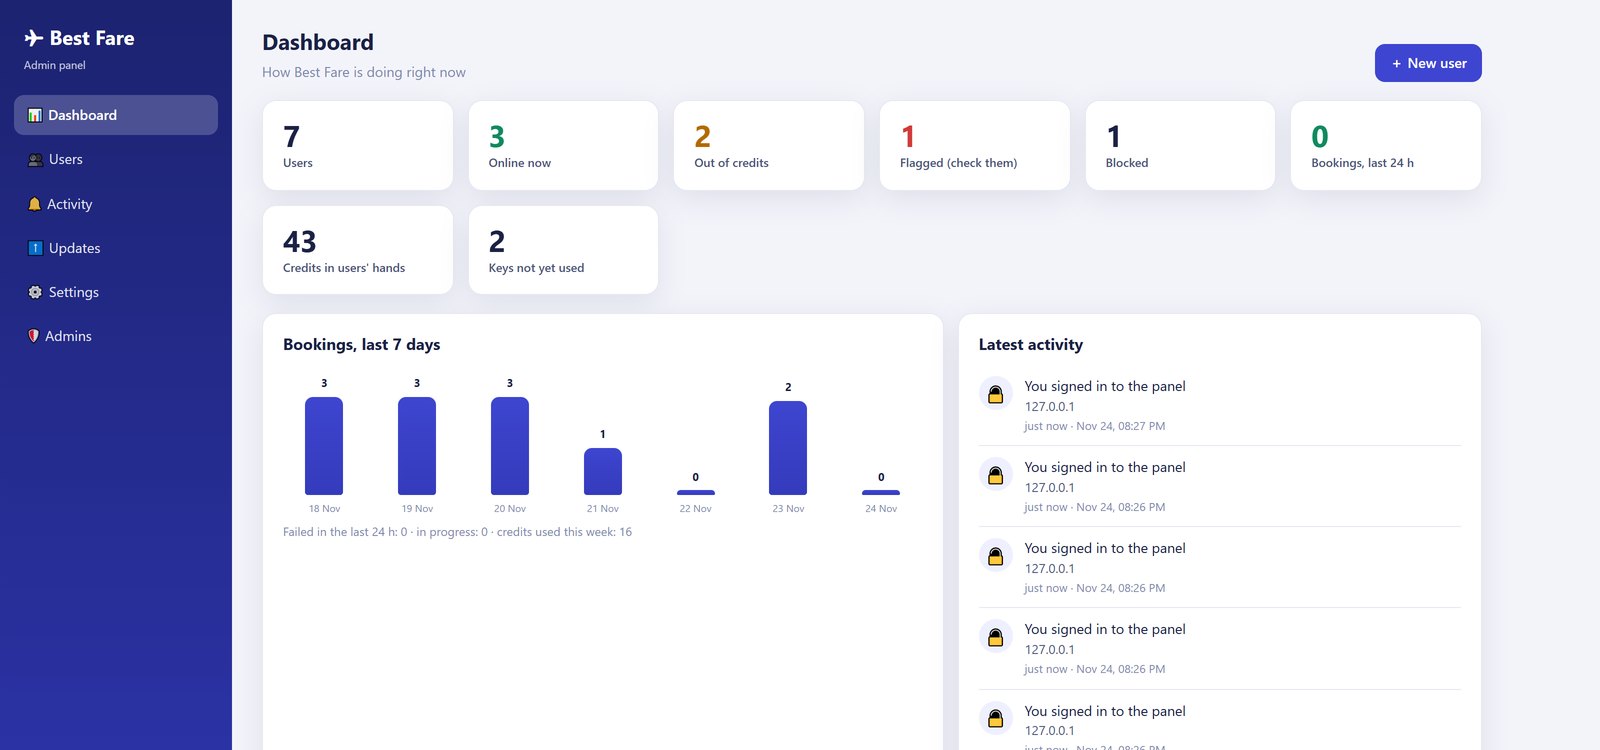 Best Fare
Admin panel
Dashboard
Users
Activity
Updates
Settings
Admins
Dashboard
How Best Fare is doing right now
+ New user
7
Users
3
Online now
2
Out of credits
1
Flagged (check them)
1
Blocked
0
Bookings, last 24 h
43
Credits in users' hands
2
Keys not yet used
Bookings, last 7 days
3 3 3 1 0 2 0
18 Nov 19 Nov 20 Nov 21 Nov 22 Nov 23 Nov 24 Nov
Failed in the last 24 h: 0 · in progress: 0 · credits used this week: 16
Latest activity
You signed in to the panel
127.0.0.1
just now · Nov 24, 08:27 PM
You signed in to the panel
127.0.0.1
just now · Nov 24, 08:26 PM
You signed in to the panel
127.0.0.1
just now · Nov 24, 08:26 PM
You signed in to the panel
127.0.0.1
just now · Nov 24, 08:26 PM
You signed in to the panel
127.0.0.1
just now · Nov 24, 08:26 PM